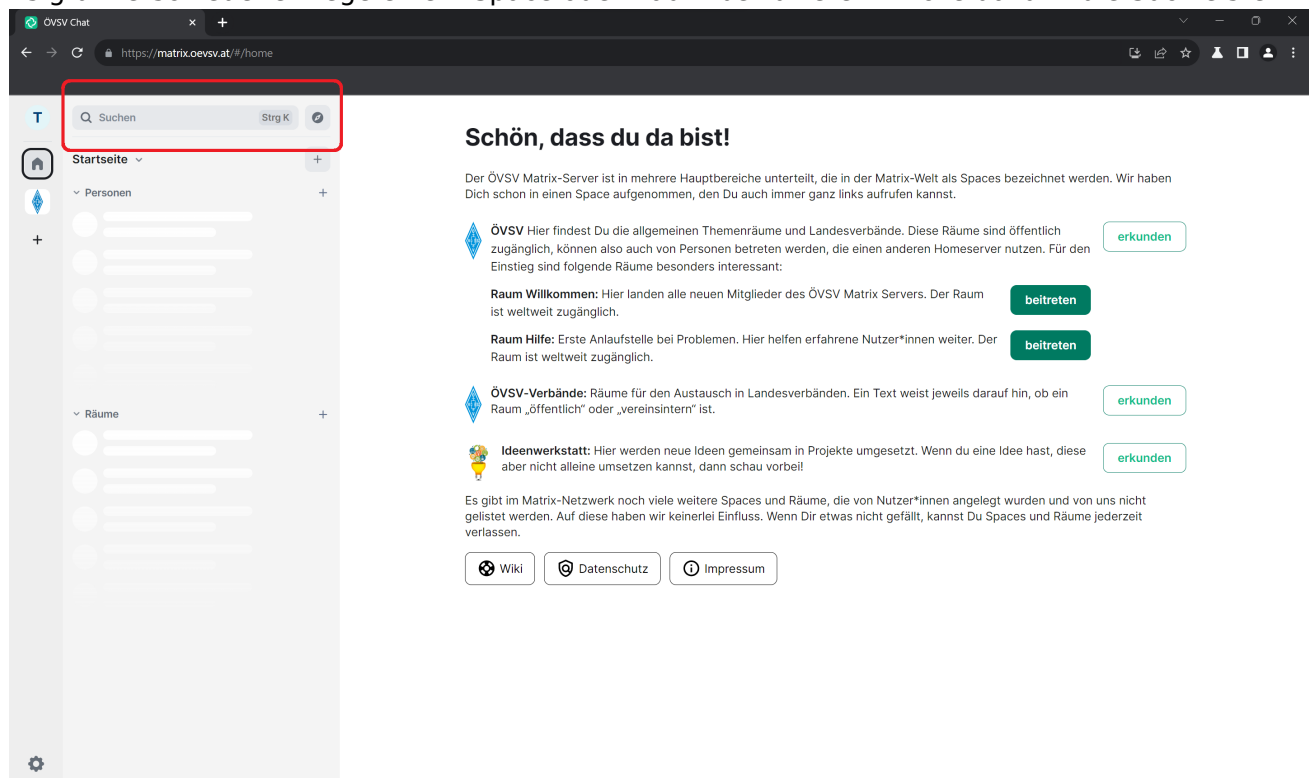 ÖVSV Chat
https://matrix.oevsv.at/#/home
T
Suchen Strg K
Startseite
Personen
Räume
Schön, dass du da bist!
Der ÖVSV Matrix-Server ist in mehrere Hauptbereiche unterteilt, die in der Matrix-Welt als Spaces bezeichnet werden. Wir haben
Dich schon in einen Space aufgenommen, den Du auch immer ganz links aufrufen kannst.
ÖVSV Hier findest Du die allgemeinen Themenräume und Landesverbände. Diese Räume sind öffentlich
zugänglich, können also auch von Personen betreten werden, die einen anderen Homeserver nutzen. Für den
Einstieg sind folgende Räume besonders interessant:
erkunden
Raum Willkommen: Hier landen alle neuen Mitglieder des ÖVSV Matrix Servers. Der Raum
ist weltweit zugänglich.
beitreten
Raum Hilfe: Erste Anlaufstelle bei Problemen. Hier helfen erfahrene Nutzer*innen weiter. Der
Raum ist weltweit zugänglich.
beitreten
ÖVSV-Verbände: Räume für den Austausch in Landesverbänden. Ein Text weist jeweils darauf hin, ob ein
Raum „öffentlich“ oder „vereinsintern“ ist.
erkunden
Ideenwerkstatt: Hier werden neue Ideen gemeinsam in Projekte umgesetzt. Wenn du eine Idee hast, diese
aber nicht alleine umsetzen kannst, dann schau vorbei!
erkunden
Es gibt im Matrix-Netzwerk noch viele weitere Spaces und Räume, die von Nutzer*innen angelegt wurden und von uns nicht
gelistet werden. Auf diese haben wir keinerlei Einfluss. Wenn Dir etwas nicht gefällt, kannst Du Spaces und Räume jederzeit
verlassen.
Wiki
Datenschutz
Impressum